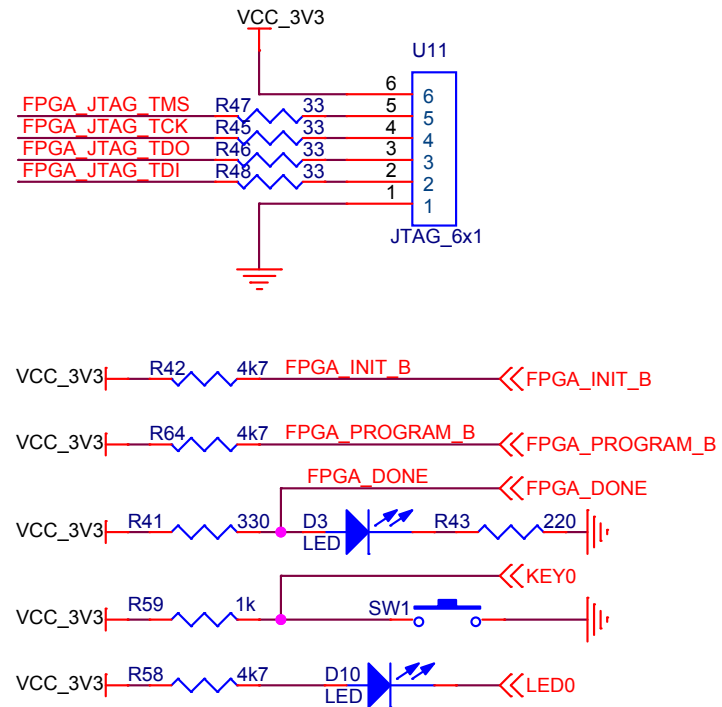 VCC_3V3
U11
6 6
FPGA_JTAG_TMS R47 33 5 5
FPGA_JTAG_TCK R45 33 4 4
FPGA_JTAG_TDO R46 33 3 3
FPGA_JTAG_TDI R48 33 2 2
1 1
JTAG_6x1
VCC_3V3 R42 4k7 FPGA_INIT_B FPGA_INIT_B
VCC_3V3 R64 4k7 FPGA_PROGRAM_B FPGA_PROGRAM_B
FPGA_DONE FPGA_DONE
VCC_3V3 R41 330 D3 R43 220
LED
KEY0
VCC_3V3 R59 1k SW1
VCC_3V3 R58 4k7 D10 LED0
LED